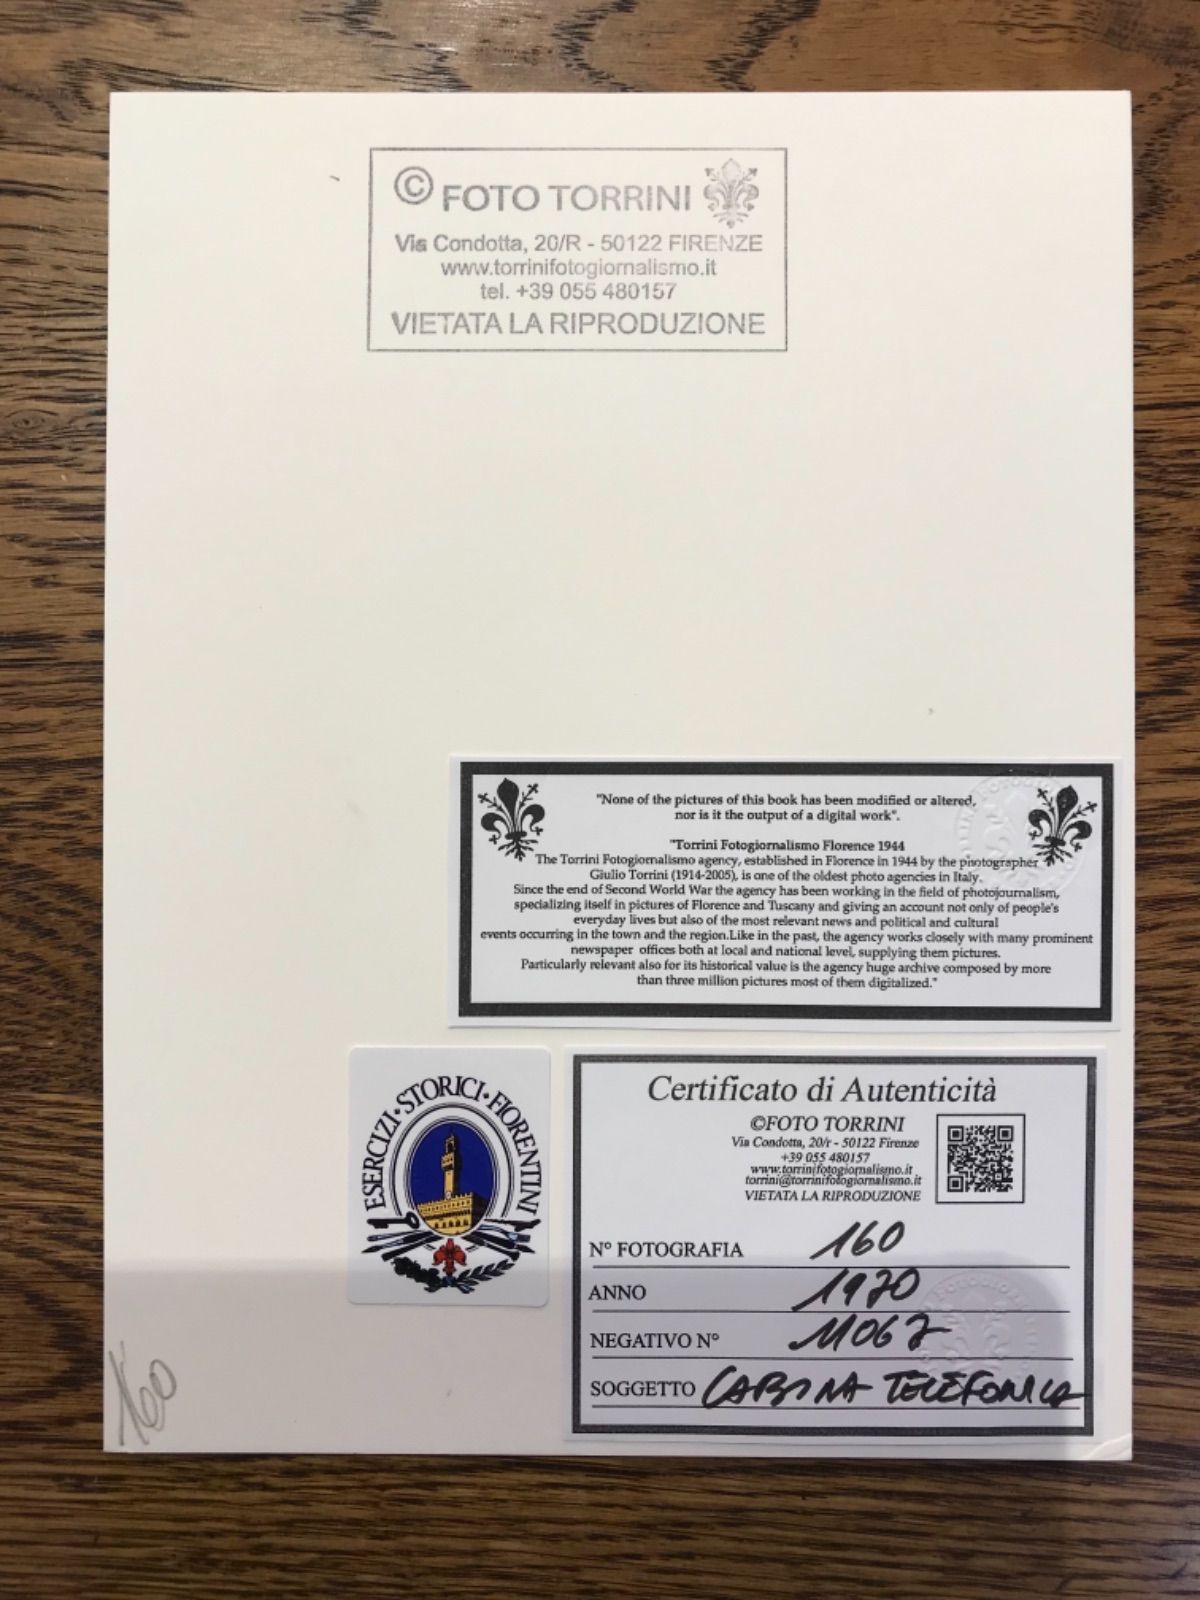 © FOTO TORRINI
Via Condotta, 20/R - 50122 FIRENZE
www.torrinifotogiornalismo.it
tel. +39 055 480157
VIETATA LA RIPRODUZIONE
"None of the pictures of this book has been modified or altered,
nor is it the output of a digital work".
"Torrini Fotogiornalismo Florence 1944
The Torrini Fotogiornalismo agency, established in Florence in 1944 by the photographer
Giulio Torrini (1914-2005), is one of the oldest photo agencies in Italy.
Since the end of Second World War the agency has been working in the field of photojournalism,
specializing itself in pictures of Florence and Tuscany and giving an account not only of people's
everyday lives but also of the most relevant news and political and cultural
events occurring in the town and the region.Like in the past, the agency works closely with many prominent
newspaper offices both at local and national level, supplying them pictures.
Particularly relevant also for its historical value is the agency huge archive composed by more
than three million pictures most of them digitalized."
ESERCIZI·STORICI·FIORENTINI
Certificato di Autenticità
©FOTO TORRINI
Via Condotta, 20/r - 50122 Firenze
+39 055 480157
www.torrinifotogiornalismo.it
torrini@torrinifotogiornalismo.it
VIETATA LA RIPRODUZIONE
N° FOTOGRAFIA 160
ANNO 1970
NEGATIVO N° 11067
SOGGETTO CABINA TELEFONICA
160